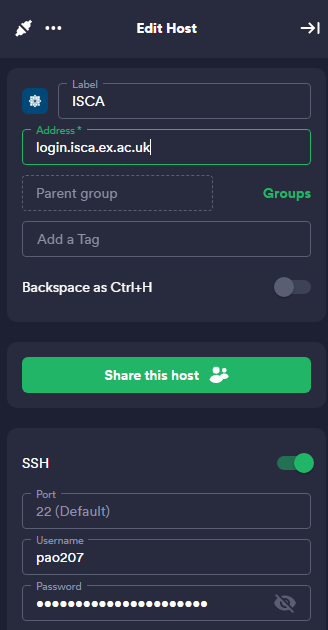 Edit Host
Label
ISCA
Address *
login.isca.ex.ac.uk
Parent group
Groups
Add a Tag
Backspace as Ctrl+H
Share this host
SSH
Port
22 (Default)
Username
pao207
Password
••••••••••••••••••••••